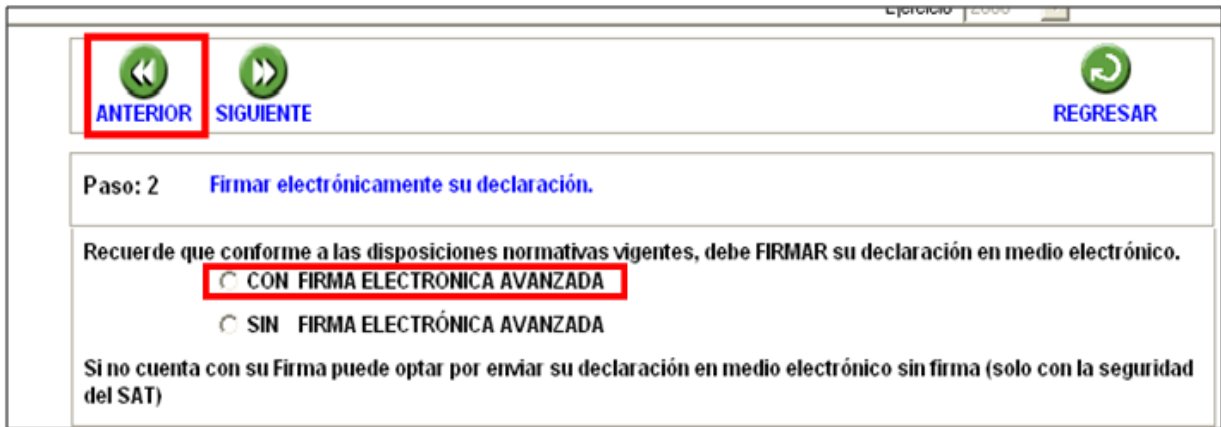 Ejercicio
ANTERIOR SIGUIENTE REGRESAR
Paso: 2 Firmar electrónicamente su declaración.
Recuerde que conforme a las disposiciones normativas vigentes, debe FIRMAR su declaración en medio electrónico.
CON FIRMA ELECTRONICA AVANZADA
SIN FIRMA ELECTRÓNICA AVANZADA
Si no cuenta con su Firma puede optar por enviar su declaración en medio electrónico sin firma (solo con la seguridad
del SAT)